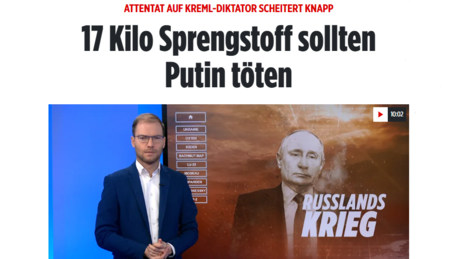 ATTENTAT AUF KREML-DIKTATOR SCHEITERT KNAPP
17 Kilo Sprengstoff sollten
Putin töten
10:02
UKRAINE
RUSSLANDS
KRIEG